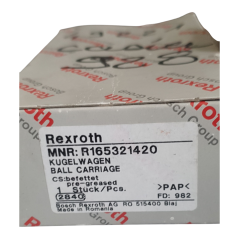 Rexroth
MNR: R165321420
KUGELWAGEN
BALL CARRIAGE
CS: befettet
pre-greased
1 Stück/Pcs. >PAP<
2840 FD: 982
Bosch Rexroth AG RO 515400 Blaj
Made in Romania